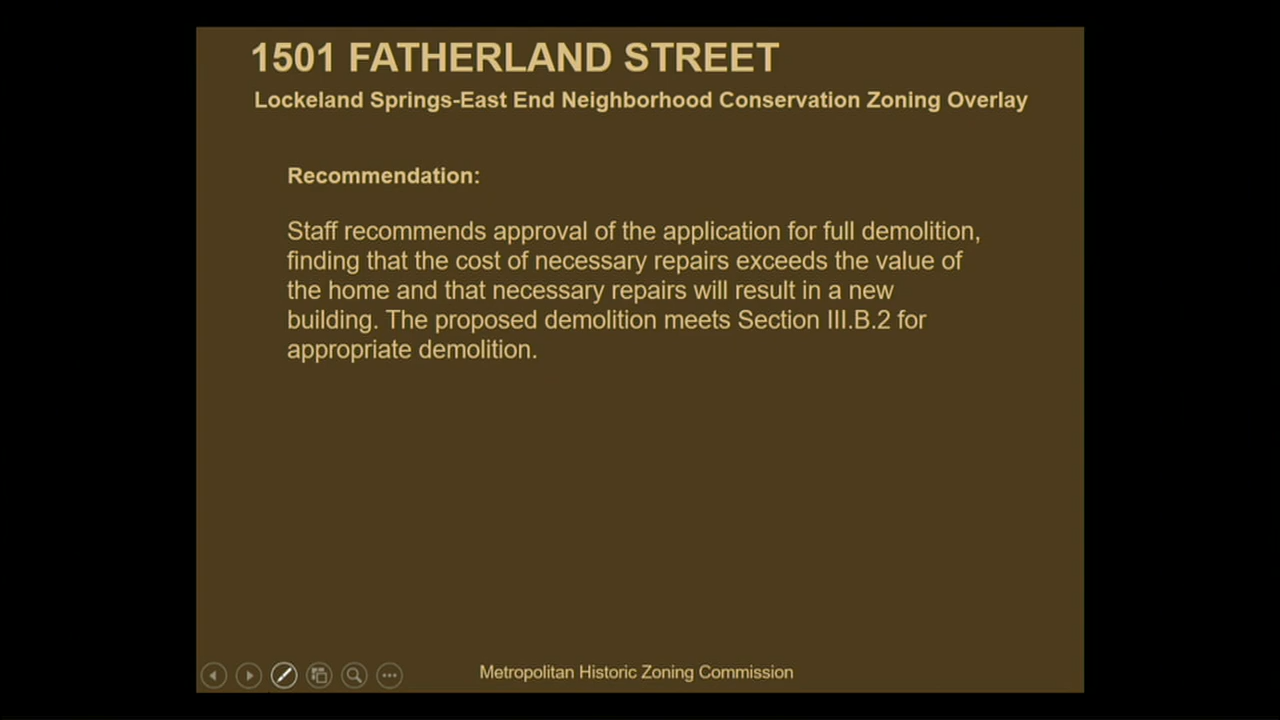 1501 FATHERLAND STREET
Lockeland Springs-East End Neighborhood Conservation Zoning Overlay
Recommendation:
Staff recommends approval of the application for full demolition,
finding that the cost of necessary repairs exceeds the value of
the home and that necessary repairs will result in a new
building. The proposed demolition meets Section III.B.2 for
appropriate demolition.
Metropolitan Historic Zoning Commission